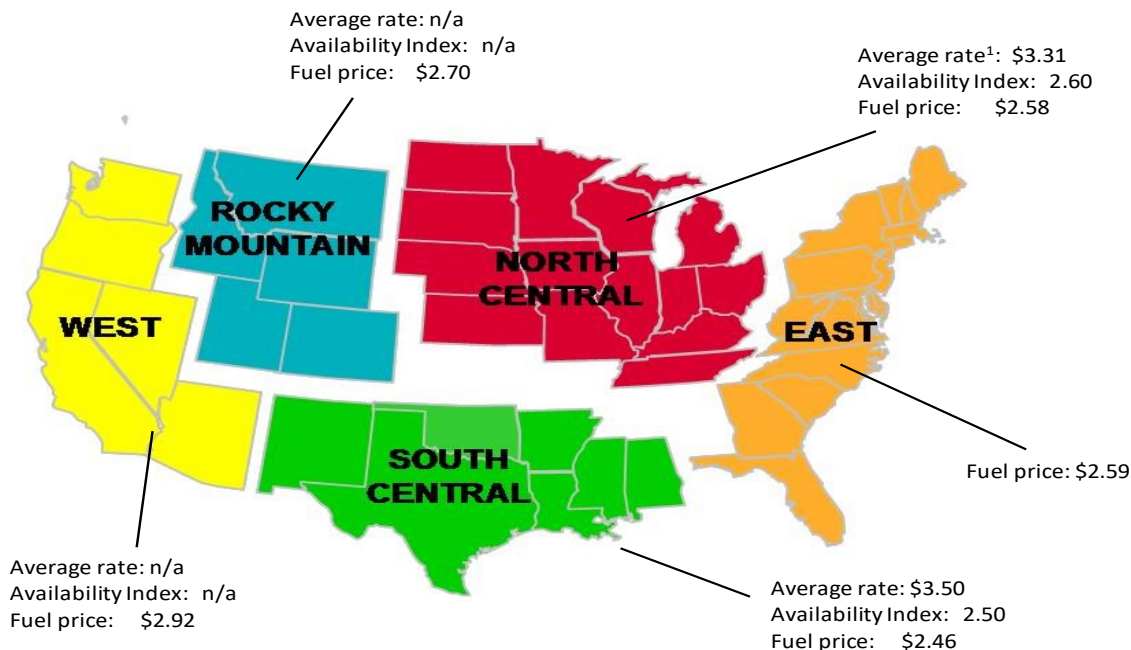 Average rate: n/a
Availability Index: n/a
Fuel price: $2.70
Average rate¹: $3.31
Availability Index: 2.60
Fuel price: $2.58
ROCKY
MOUNTAIN
NORTH
CENTRAL
WEST
EAST
SOUTH
CENTRAL
Fuel price: $2.59
Average rate: n/a
Availability Index: n/a
Fuel price: $2.92
Average rate: $3.50
Availability Index: 2.50
Fuel price: $2.46